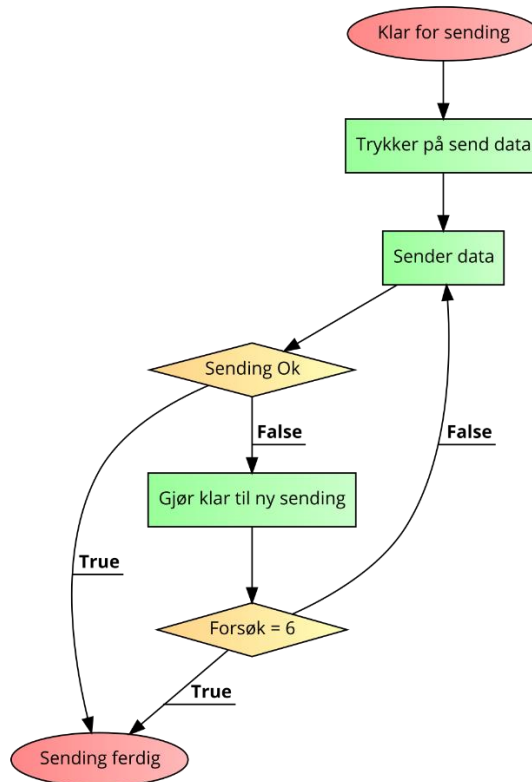 Klar for sending
Trykker på send data
Sender data
Sending Ok
False
False
Gjør klar til ny sending
True
Forsøk = 6
True
Sending ferdig